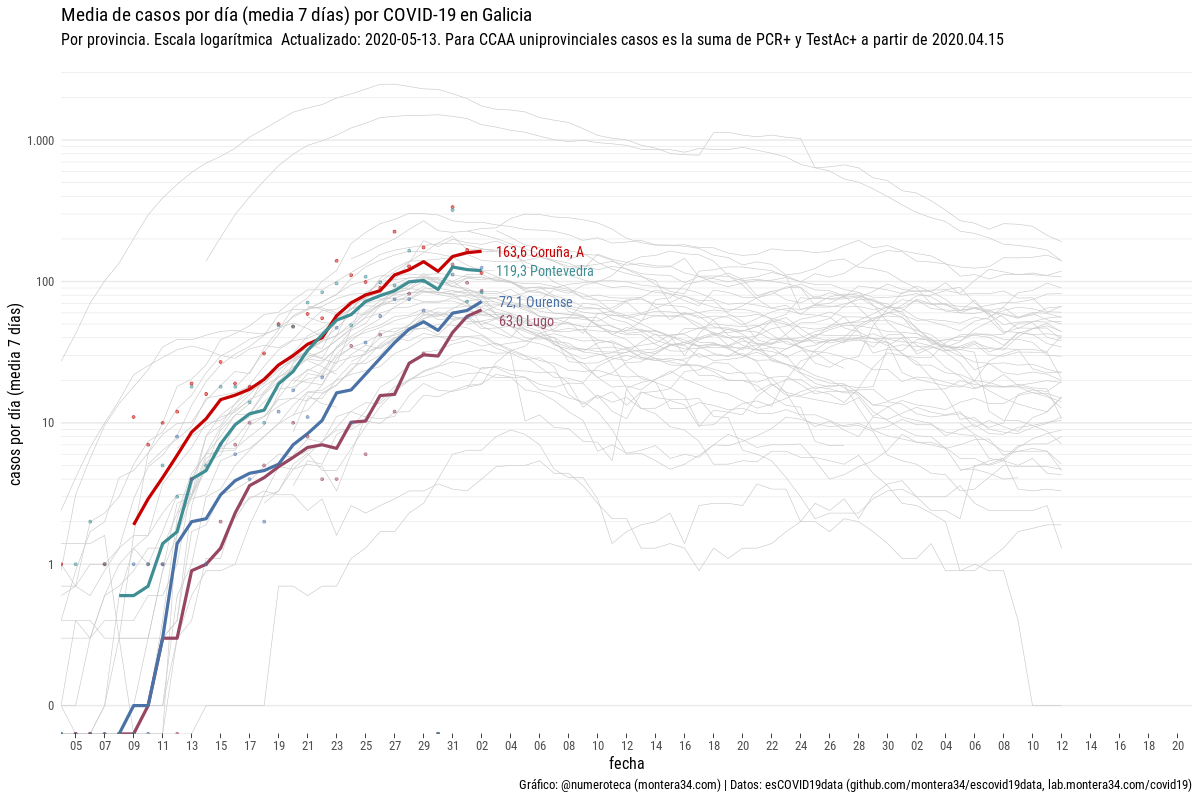 Media de casos por día (media 7 días) por COVID-19 en Galicia
Por provincia. Escala logarítmica  Actualizado: 2020-05-13. Para CCAA uniprovinciales casos es la suma de PCR+ y TestAc+ a partir de 2020.04.15
casos por día (media 7 días)
1.000
100
10
1
0
163,6 Coruña, A
119,3 Pontevedra
72,1 Ourense
63,0 Lugo
05 07 09 11 13 15 17 19 21 23 25 27 29 31 02 04 06 08 10 12 14 16 18 20 22 24 26 28 30 02 04 06 08 10 12 14 16 18 20
fecha
Gráfico: @numeroteca (montera34.com) | Datos: esCOVID19data (github.com/montera34/escovid19data, lab.montera34.com/covid19)